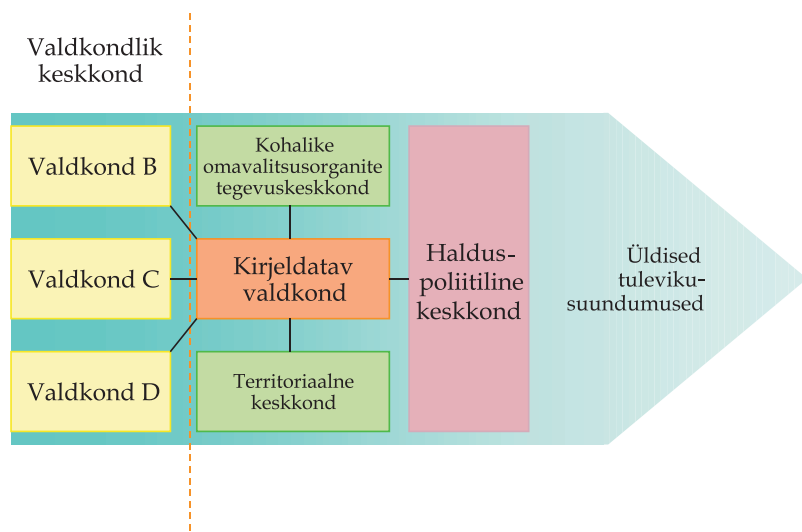 Valdkondlik
keskkond
Valdkond B
Kohalike
omavalitsusorganite
tegevuskeskkond
Valdkond C
Kirjeldatav
valdkond
Haldus-
poliitiline
keskkond
Üldised
tuleviku-
suundumused
Valdkond D
Territoriaalne
keskkond